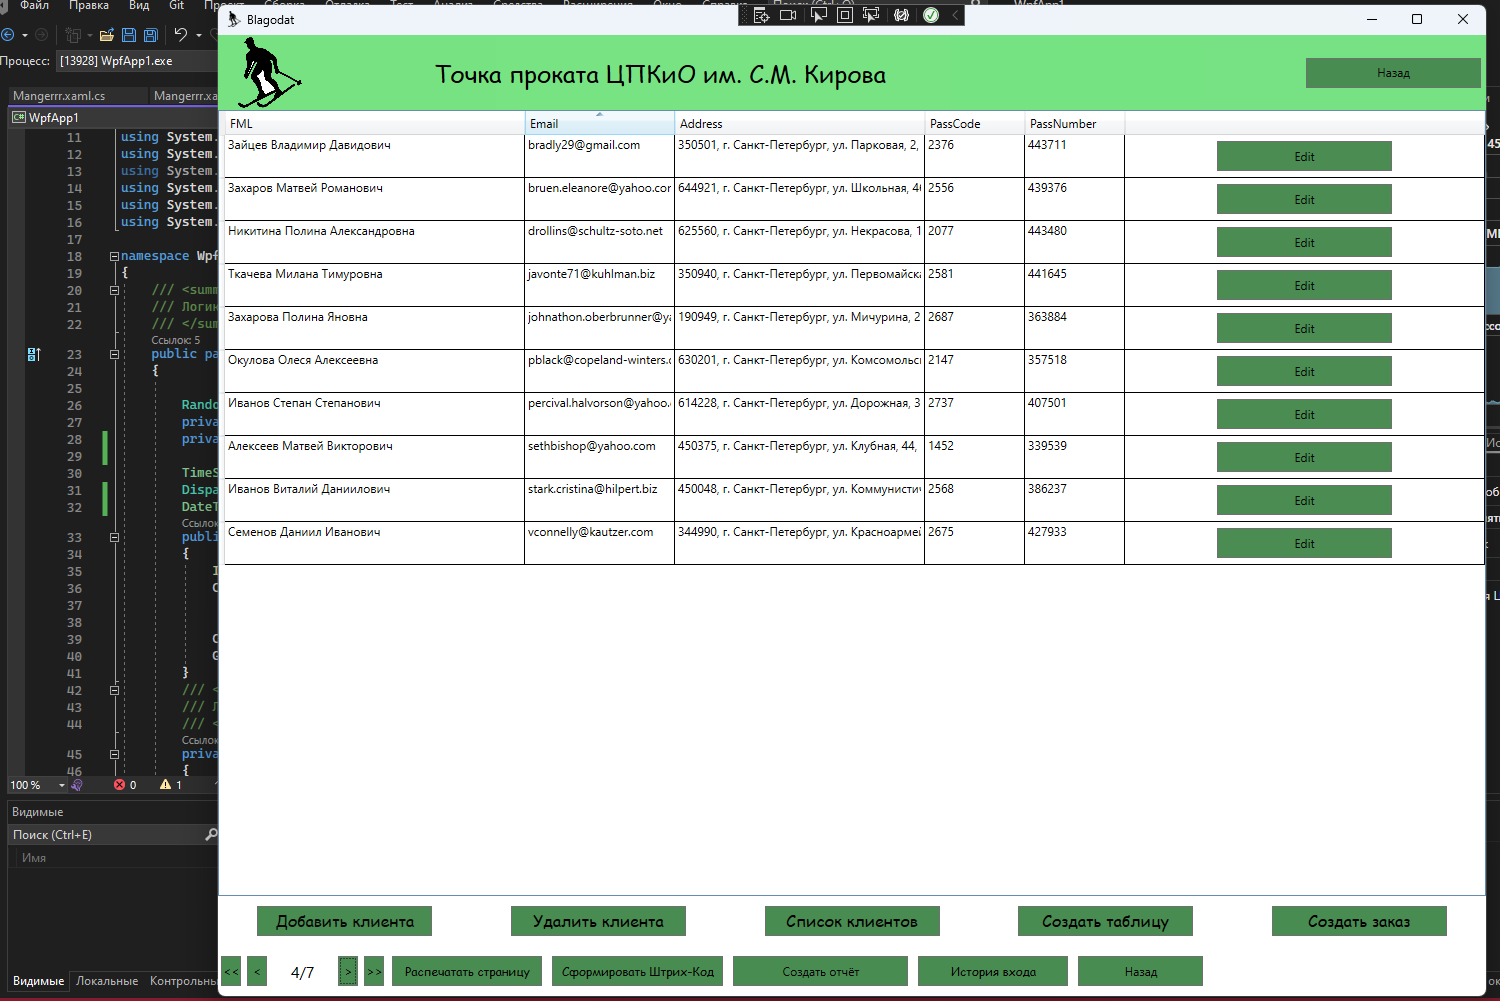 Файл Правка Вид Git
Процесс: [13928] WpfApp1.exe
Mangerrr.xaml.cs Mangerrr.xa
C# WpfApp1
11 using System.
12 using System.
13 using System.
14 using System.
15 using System.
16 using System.
17
18 namespace Wpf
19 {
20 /// <summ
21 /// Логик
22 /// </sum
Ссылок: 5
23 public pa
24 {
25
26 Rando
27 priva
28 priva
29
30 TimeS
31 Dispa
32 DateT
Ссылок
33 publi
34 {
35 I
36 C
37
38
39 C
40 G
41 }
42 /// <
43 /// Л
44 /// <
Ссылок
45 priva
46 {
100 % 0 1
Видимые
Поиск (Ctrl+E)
Имя
Видимые Локальные Контрольны
Blagodat
Точка проката ЦПКиО им. С.М. Кирова
Назад
FML Email Address PassCode PassNumber
Зайцев Владимир Давидович bradly29@gmail.com 350501, г. Санкт-Петербург, ул. Парковая, 2, 2376 443711 Edit
Захаров Матвей Романович bruen.eleanore@yahoo.cor 644921, г. Санкт-Петербург, ул. Школьная, 46 2556 439376 Edit
Никитина Полина Александровна drollins@schultz-soto.net 625560, г. Санкт-Петербург, ул. Некрасова, 1 2077 443480 Edit
Ткачева Милана Тимуровна javonte71@kuhlman.biz 350940, г. Санкт-Петербург, ул. Первомайска 2581 441645 Edit
Захарова Полина Яновна johnathon.oberbrunner@ya 190949, г. Санкт-Петербург, ул. Мичурина, 2 2687 363884 Edit
Окулова Олеся Алексеевна pblack@copeland-winters.c 630201, г. Санкт-Петербург, ул. Комсомольс 2147 357518 Edit
Иванов Степан Степанович percival.halvorson@yahoo. 614228, г. Санкт-Петербург, ул. Дорожная, 3 2737 407501 Edit
Алексеев Матвей Викторович sethbishop@yahoo.com 450375, г. Санкт-Петербург, ул. Клубная, 44, 1452 339539 Edit
Иванов Виталий Даниилович stark.cristina@hilpert.biz 450048, г. Санкт-Петербург, ул. Коммунистич 2568 386237 Edit
Семенов Даниил Иванович vconnelly@kautzer.com 344990, г. Санкт-Петербург, ул. Красноармей 2675 427933 Edit
Добавить клиента Удалить клиента Список клиентов Создать таблицу Создать заказ
<< < 4/7 > >> Распечатать страницу Сформировать Штрих-Код Создать отчёт История входа Назад